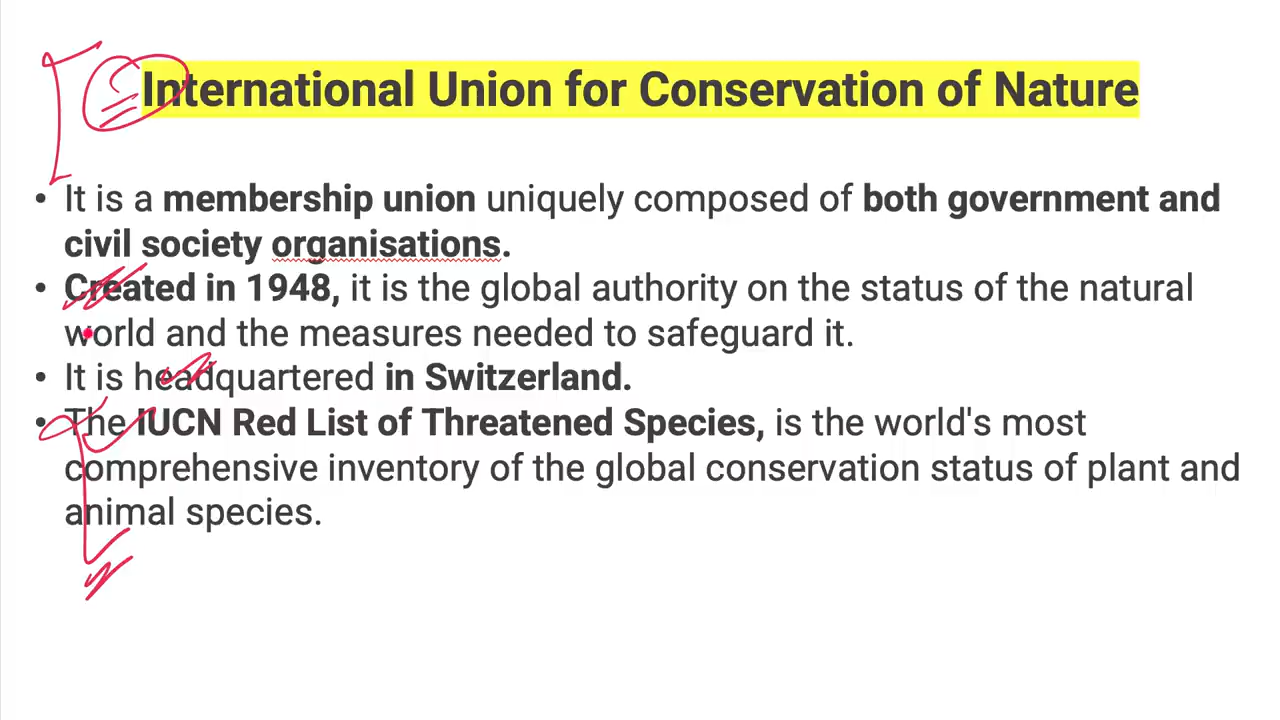 International Union for Conservation of Nature
• It is a membership union uniquely composed of both government and
civil society organisations.
• Created in 1948, it is the global authority on the status of the natural
world and the measures needed to safeguard it.
• It is headquartered in Switzerland.
• The IUCN Red List of Threatened Species, is the world's most
comprehensive inventory of the global conservation status of plant and
animal species.